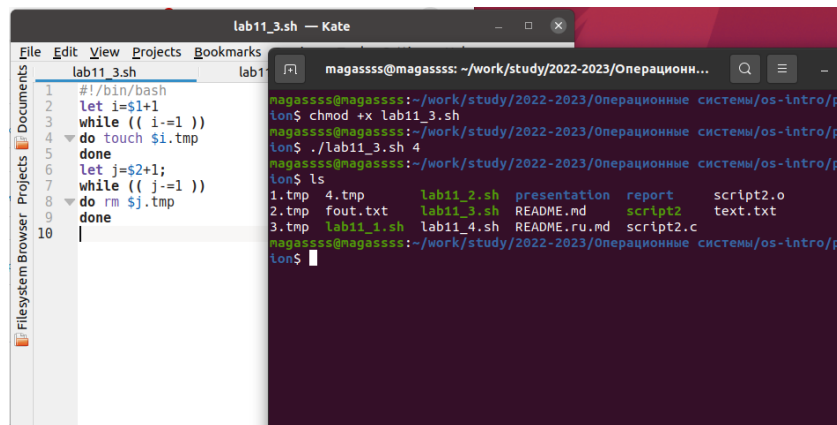 lab11_3.sh — Kate
File Edit View Projects Bookmarks
lab11_3.sh lab1
Documents
Projects
Filesystem Browser
1 #!/bin/bash
2 let i=$1+1
3 while (( i-=1 ))
4 do touch $i.tmp
5 done
6 let j=$2+1;
7 while (( j-=1 ))
8 do rm $j.tmp
9 done
10
magassss@magassss: ~/work/study/2022-2023/Операционн...
magassss@magassss:~/work/study/2022-2023/Операционные системы/os-intro/p
ion$ chmod +x lab11_3.sh
magassss@magassss:~/work/study/2022-2023/Операционные системы/os-intro/p
ion$ ./lab11_3.sh 4
magassss@magassss:~/work/study/2022-2023/Операционные системы/os-intro/p
ion$ ls
1.tmp 4.tmp lab11_2.sh presentation report script2.o
2.tmp fout.txt lab11_3.sh README.md script2 text.txt
3.tmp lab11_1.sh lab11_4.sh README.ru.md script2.c
magassss@magassss:~/work/study/2022-2023/Операционные системы/os-intro/p
ion$